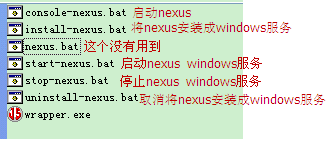 console-nexus.bat 启动nexus
install-nexus.bat 将nexus安装成windows服务
nexus.bat 这个没有用到
start-nexus.bat 启动nexus windows服务
stop-nexus.bat 停止nexus windows服务
uninstall-nexus.bat 取消将nexus安装成windows服务
wrapper.exe